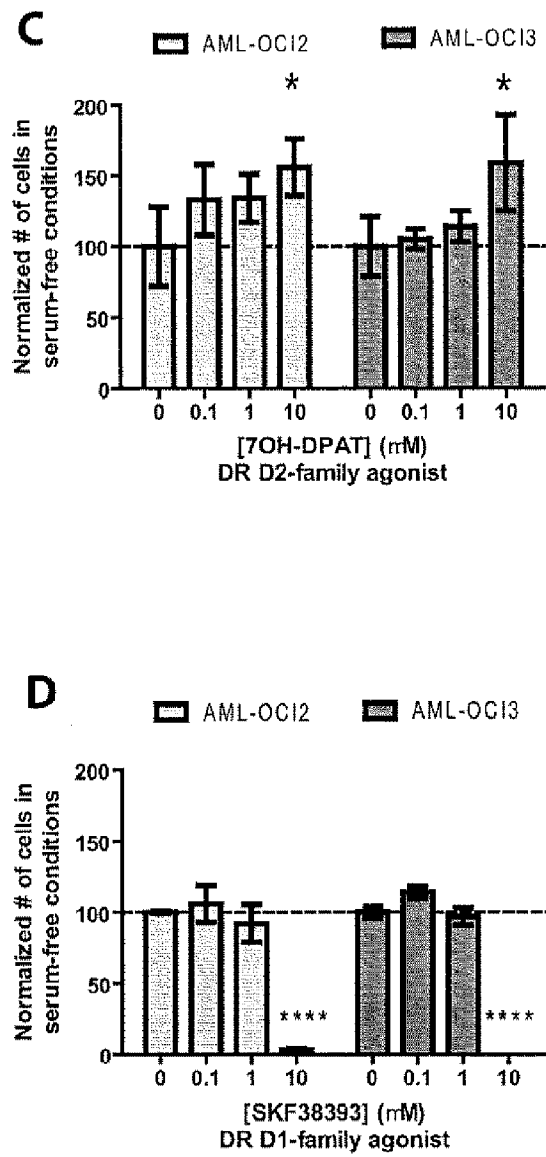 C
AML-OCI2 AML-OCI3
* *
Normalized # of cells in
serum-free conditions
200
150
100
50
0
0 0.1 1 10 0 0.1 1 10
[7OH-DPAT] (mM)
DR D2-family agonist
D
AML-OCI2 AML-OCI3
Normalized # of cells in
serum-free conditions
200
150
100
50
0
**** ****
0 0.1 1 10 0 0.1 1 10
[SKF38393] (mM)
DR D1-family agonist